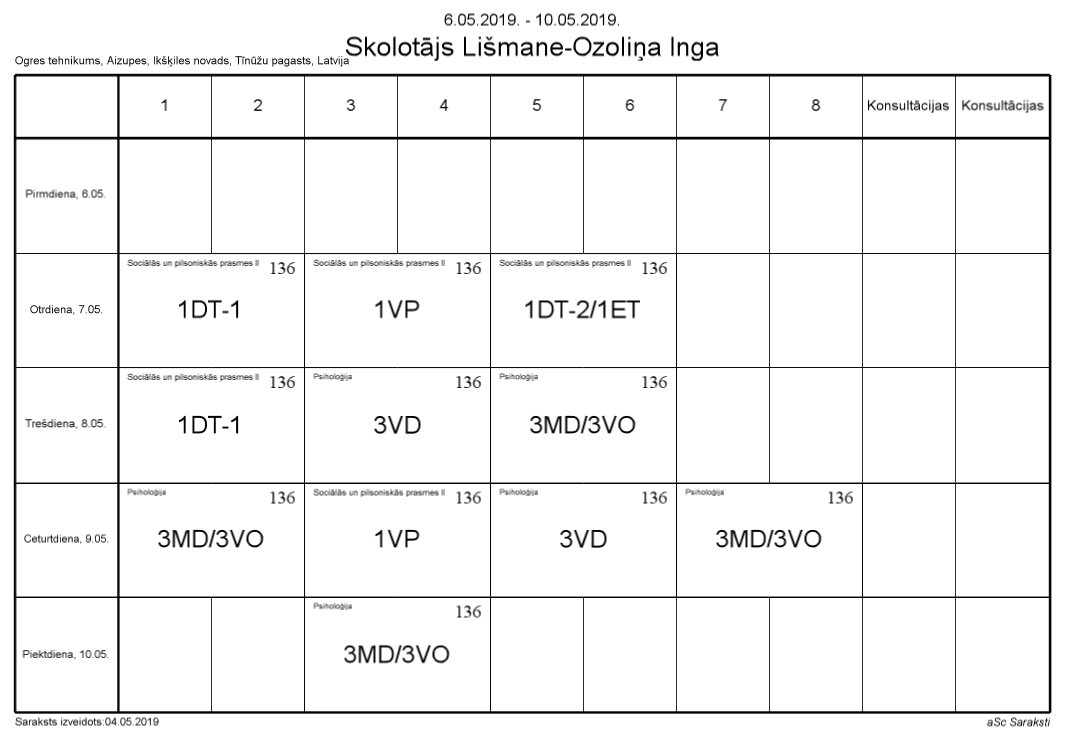 6.05.2019. - 10.05.2019.
Skolotājs Lišmane-Ozoliņa Inga
Ogres tehnikums, Aizupes, Ikšķiles novads, Tīnūžu pagasts, Latvija
1 2 3 4 5 6 7 8 Konsultācijas Konsultācijas
Pirmdiena, 6.05.
Sociālās un pilsoniskās prasmes II 136 Sociālās un pilsoniskās prasmes II 136 Sociālās un pilsoniskās prasmes II 136
Otrdiena, 7.05. 1DT-1 1VP 1DT-2/1ET
Sociālās un pilsoniskās prasmes II 136 Psiholoģija 136 Psiholoģija 136
Trešdiena, 8.05. 1DT-1 3VD 3MD/3VO
Psiholoģija 136 Sociālās un pilsoniskās prasmes II 136 Psiholoģija 136 Psiholoģija 136
Ceturtdiena, 9.05. 3MD/3VO 1VP 3VD 3MD/3VO
Psiholoģija 136
Piektdiena, 10.05. 3MD/3VO
Saraksts izveidots:04.05.2019 aSc Saraksti